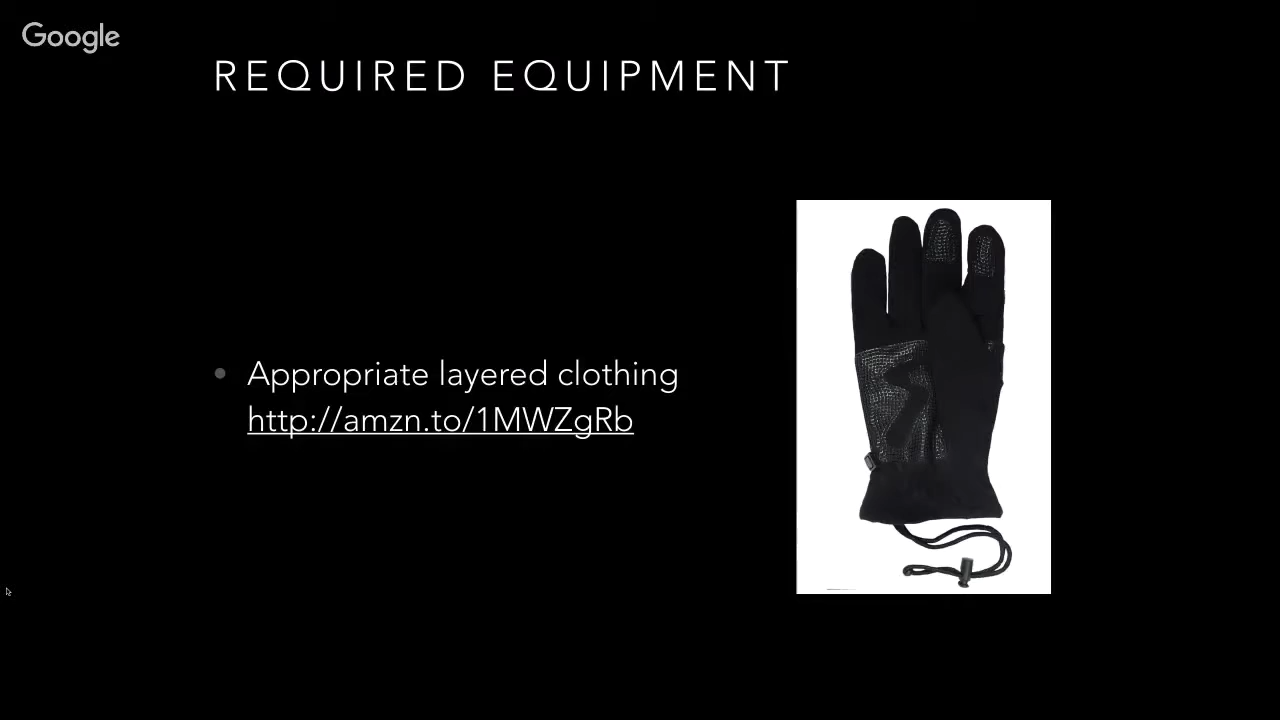 Google
REQUIRED EQUIPMENT
Appropriate layered clothing
http://amzn.to/1MWZgRb